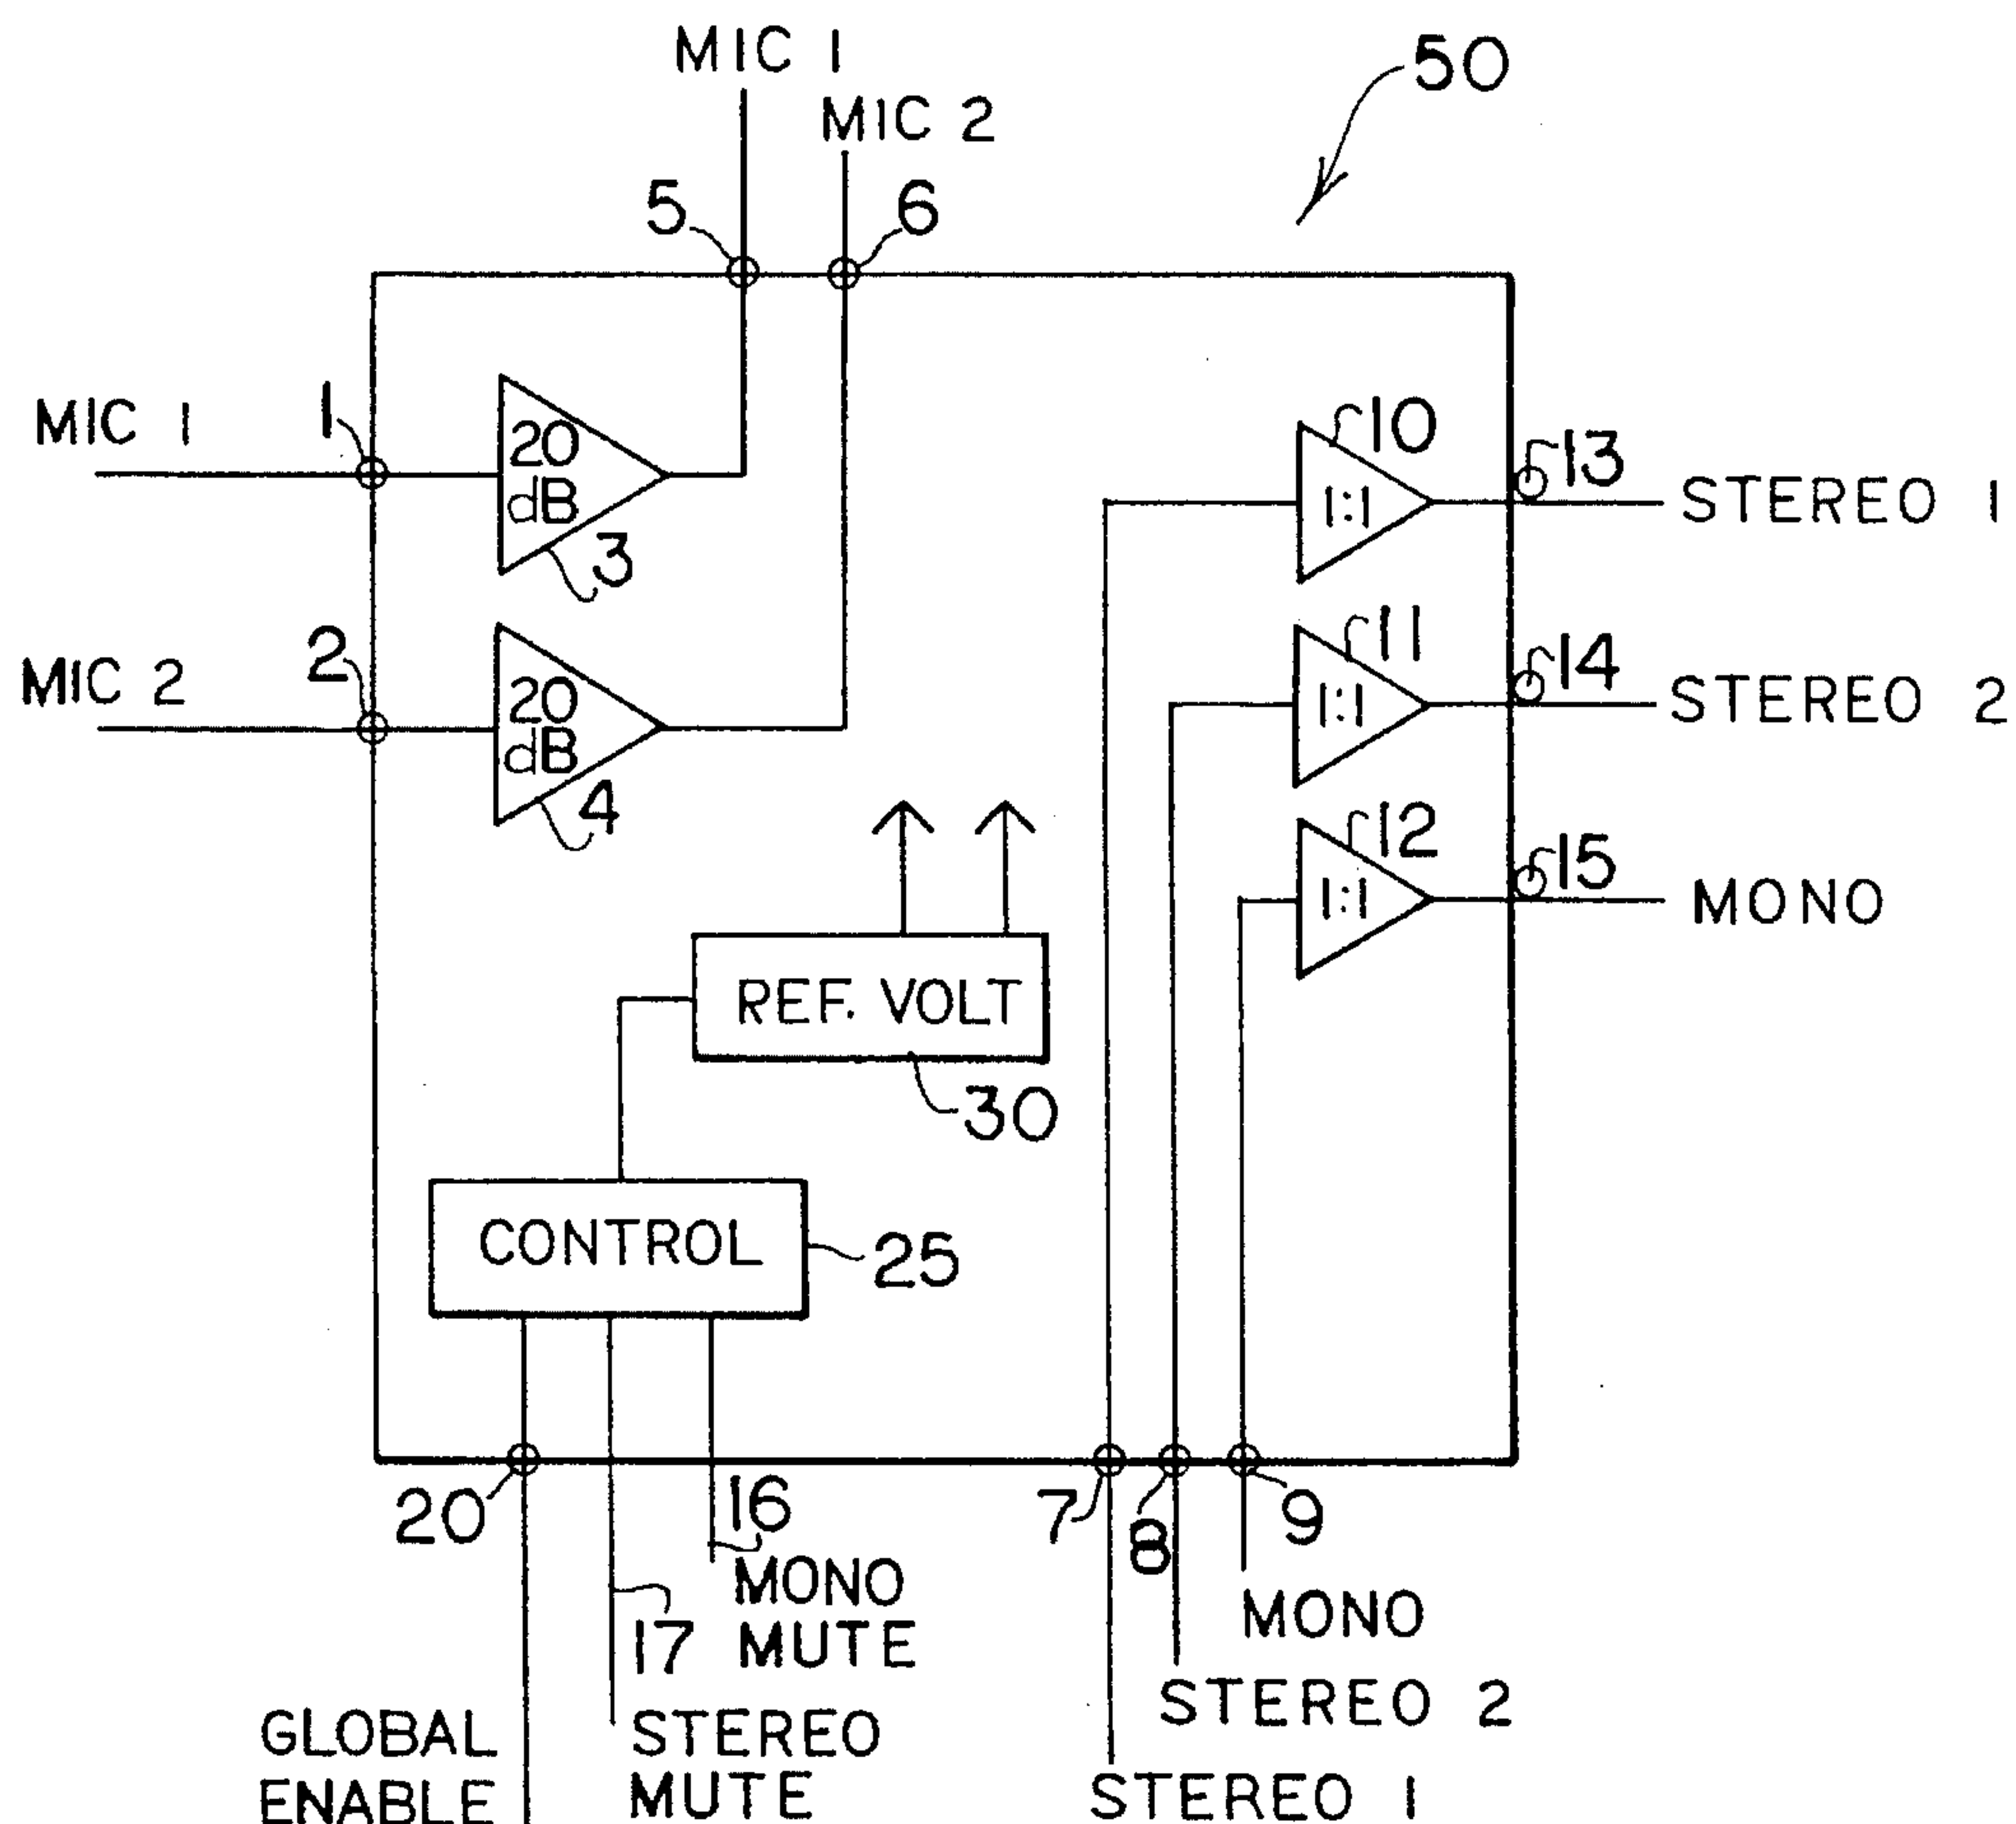 MIC 1
MIC 2
50
5
6
MIC 1
1
20
dB
3
10
1:1
13
STEREO 1
MIC 2
2
20
dB
4
11
1:1
14
STEREO 2
12
1:1
15
MONO
REF. VOLT
30
CONTROL
25
20
16
MONO
MUTE
17
STEREO
MUTE
GLOBAL
ENABLE
7
8
9
MONO
STEREO 2
STEREO 1